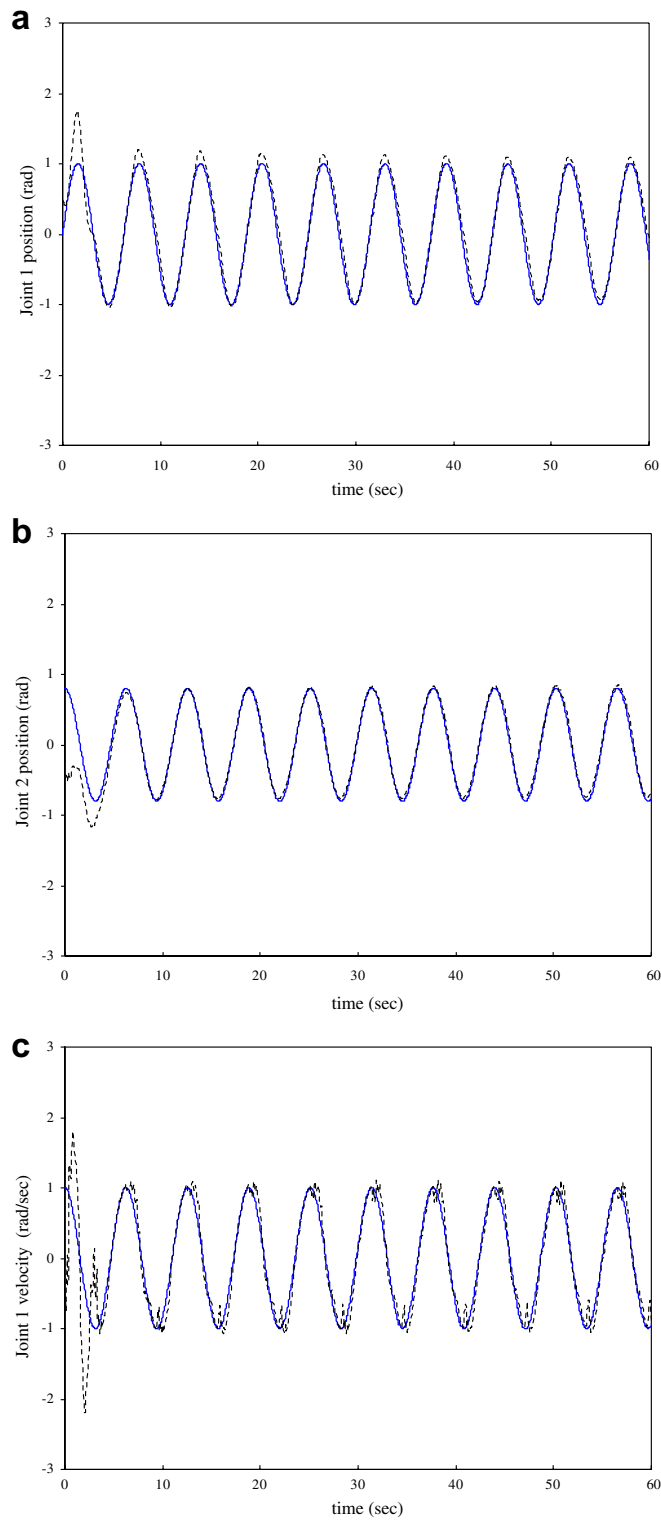 a
3
2
1
0
-1
-2
-3
Joint 1 position (rad)
0 10 20 30 40 50 60
time (sec)
b
3
2
1
0
-1
-2
-3
Joint 2 position (rad)
0 10 20 30 40 50 60
time (sec)
c
3
2
1
0
-1
-2
-3
Joint 1 velocity (rad/sec)
0 10 20 30 40 50 60
time (sec)